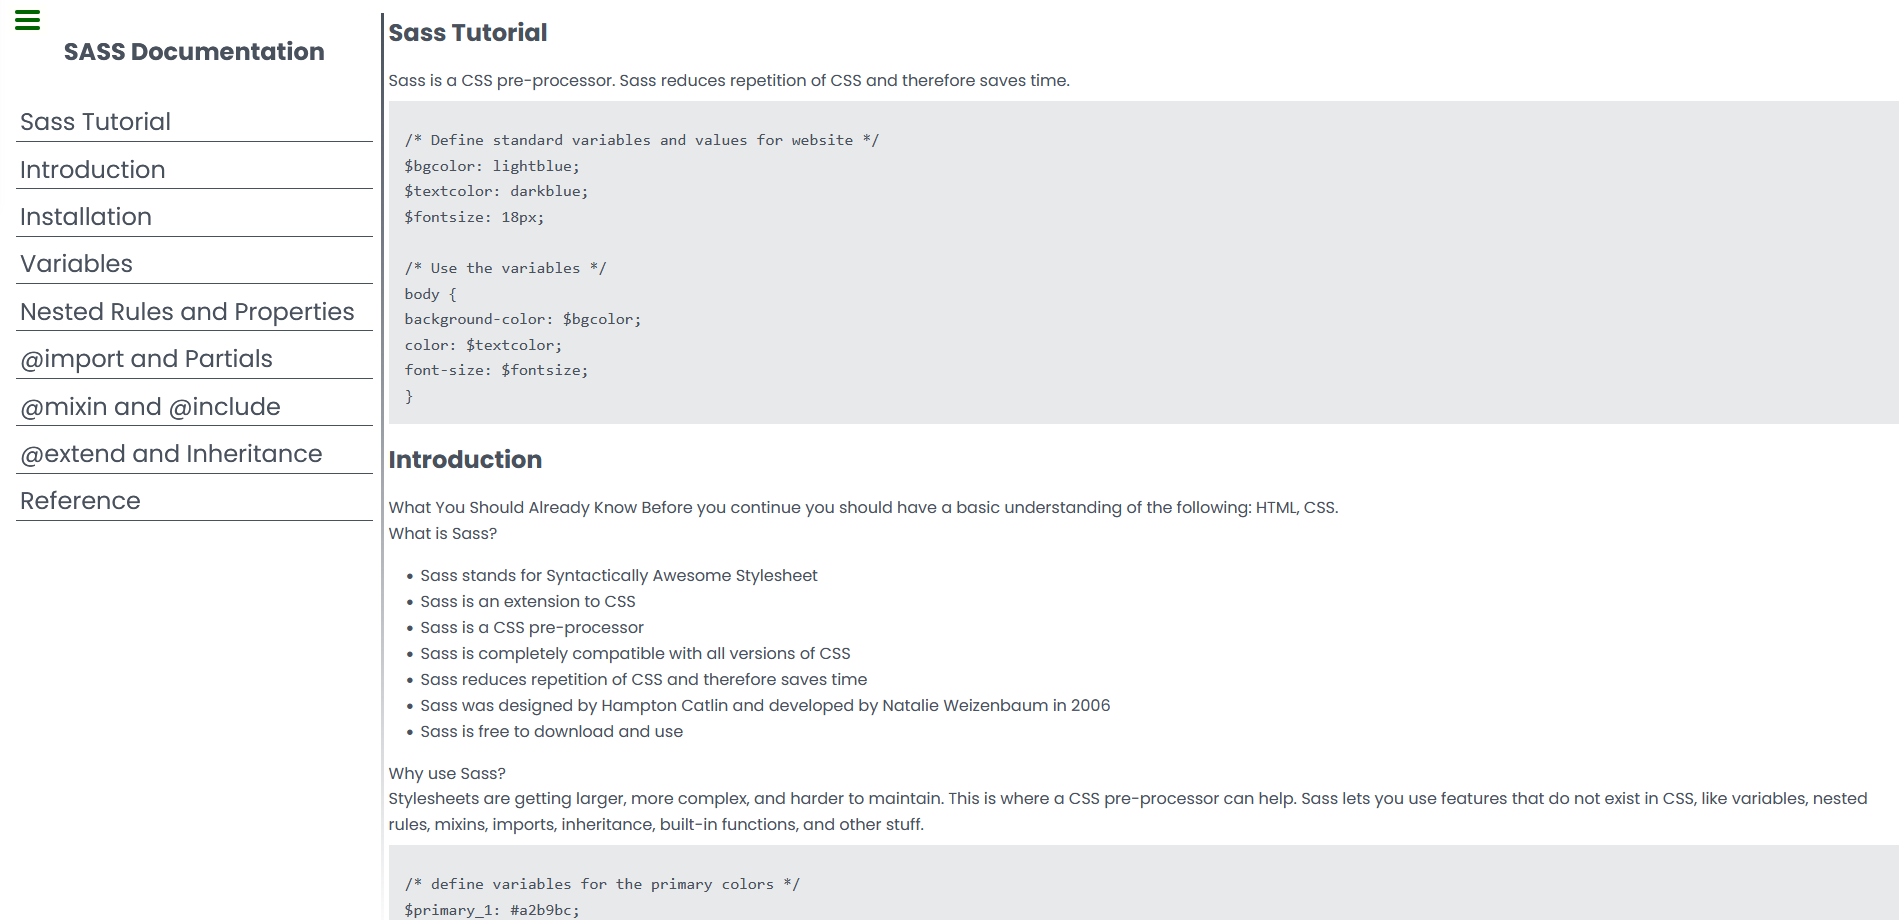 SASS Documentation
Sass Tutorial
Introduction
Installation
Variables
Nested Rules and Properties
@import and Partials
@mixin and @include
@extend and Inheritance
Reference
Sass Tutorial
Sass is a CSS pre-processor. Sass reduces repetition of CSS and therefore saves time.
/* Define standard variables and values for website */
$bgcolor: lightblue;
$textcolor: darkblue;
$fontsize: 18px;
/* Use the variables */
body {
background-color: $bgcolor;
color: $textcolor;
font-size: $fontsize;
}
Introduction
What You Should Already Know Before you continue you should have a basic understanding of the following: HTML, CSS.
What is Sass?
• Sass stands for Syntactically Awesome Stylesheet
• Sass is an extension to CSS
• Sass is a CSS pre-processor
• Sass is completely compatible with all versions of CSS
• Sass reduces repetition of CSS and therefore saves time
• Sass was designed by Hampton Catlin and developed by Natalie Weizenbaum in 2006
• Sass is free to download and use
Why use Sass?
Stylesheets are getting larger, more complex, and harder to maintain. This is where a CSS pre-processor can help. Sass lets you use features that do not exist in CSS, like variables, nested
rules, mixins, imports, inheritance, built-in functions, and other stuff.
/* define variables for the primary colors */
$primary_1: #a2b9bc;